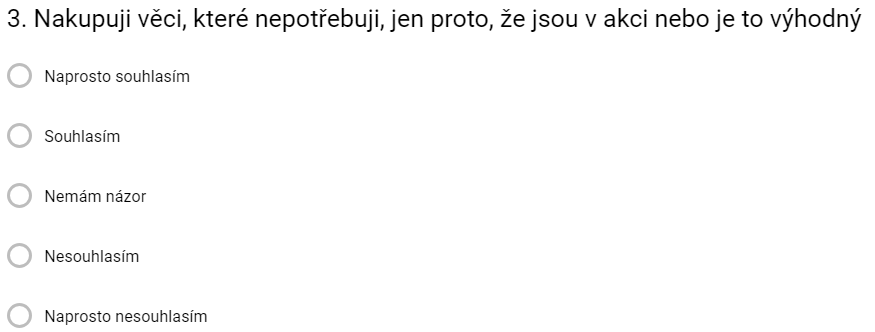 3. Nakupuji věci, které nepotřebuji, jen proto, že jsou v akci nebo je to výhodný
Naprosto souhlasím
Souhlasím
Nemám názor
Nesouhlasím
Naprosto nesouhlasím